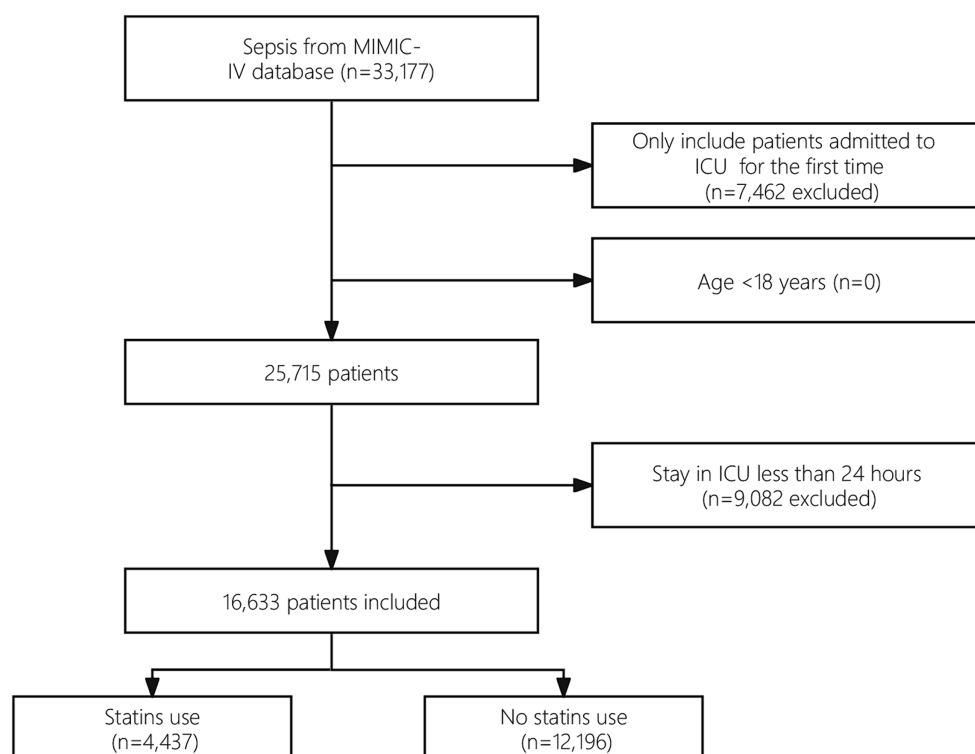 Sepsis from MIMIC-
IV database (n=33,177)
Only include patients admitted to
ICU for the first time
(n=7,462 excluded)
Age <18 years (n=0)
25,715 patients
Stay in ICU less than 24 hours
(n=9,082 excluded)
16,633 patients included
Statins use
(n=4,437)
No statins use
(n=12,196)